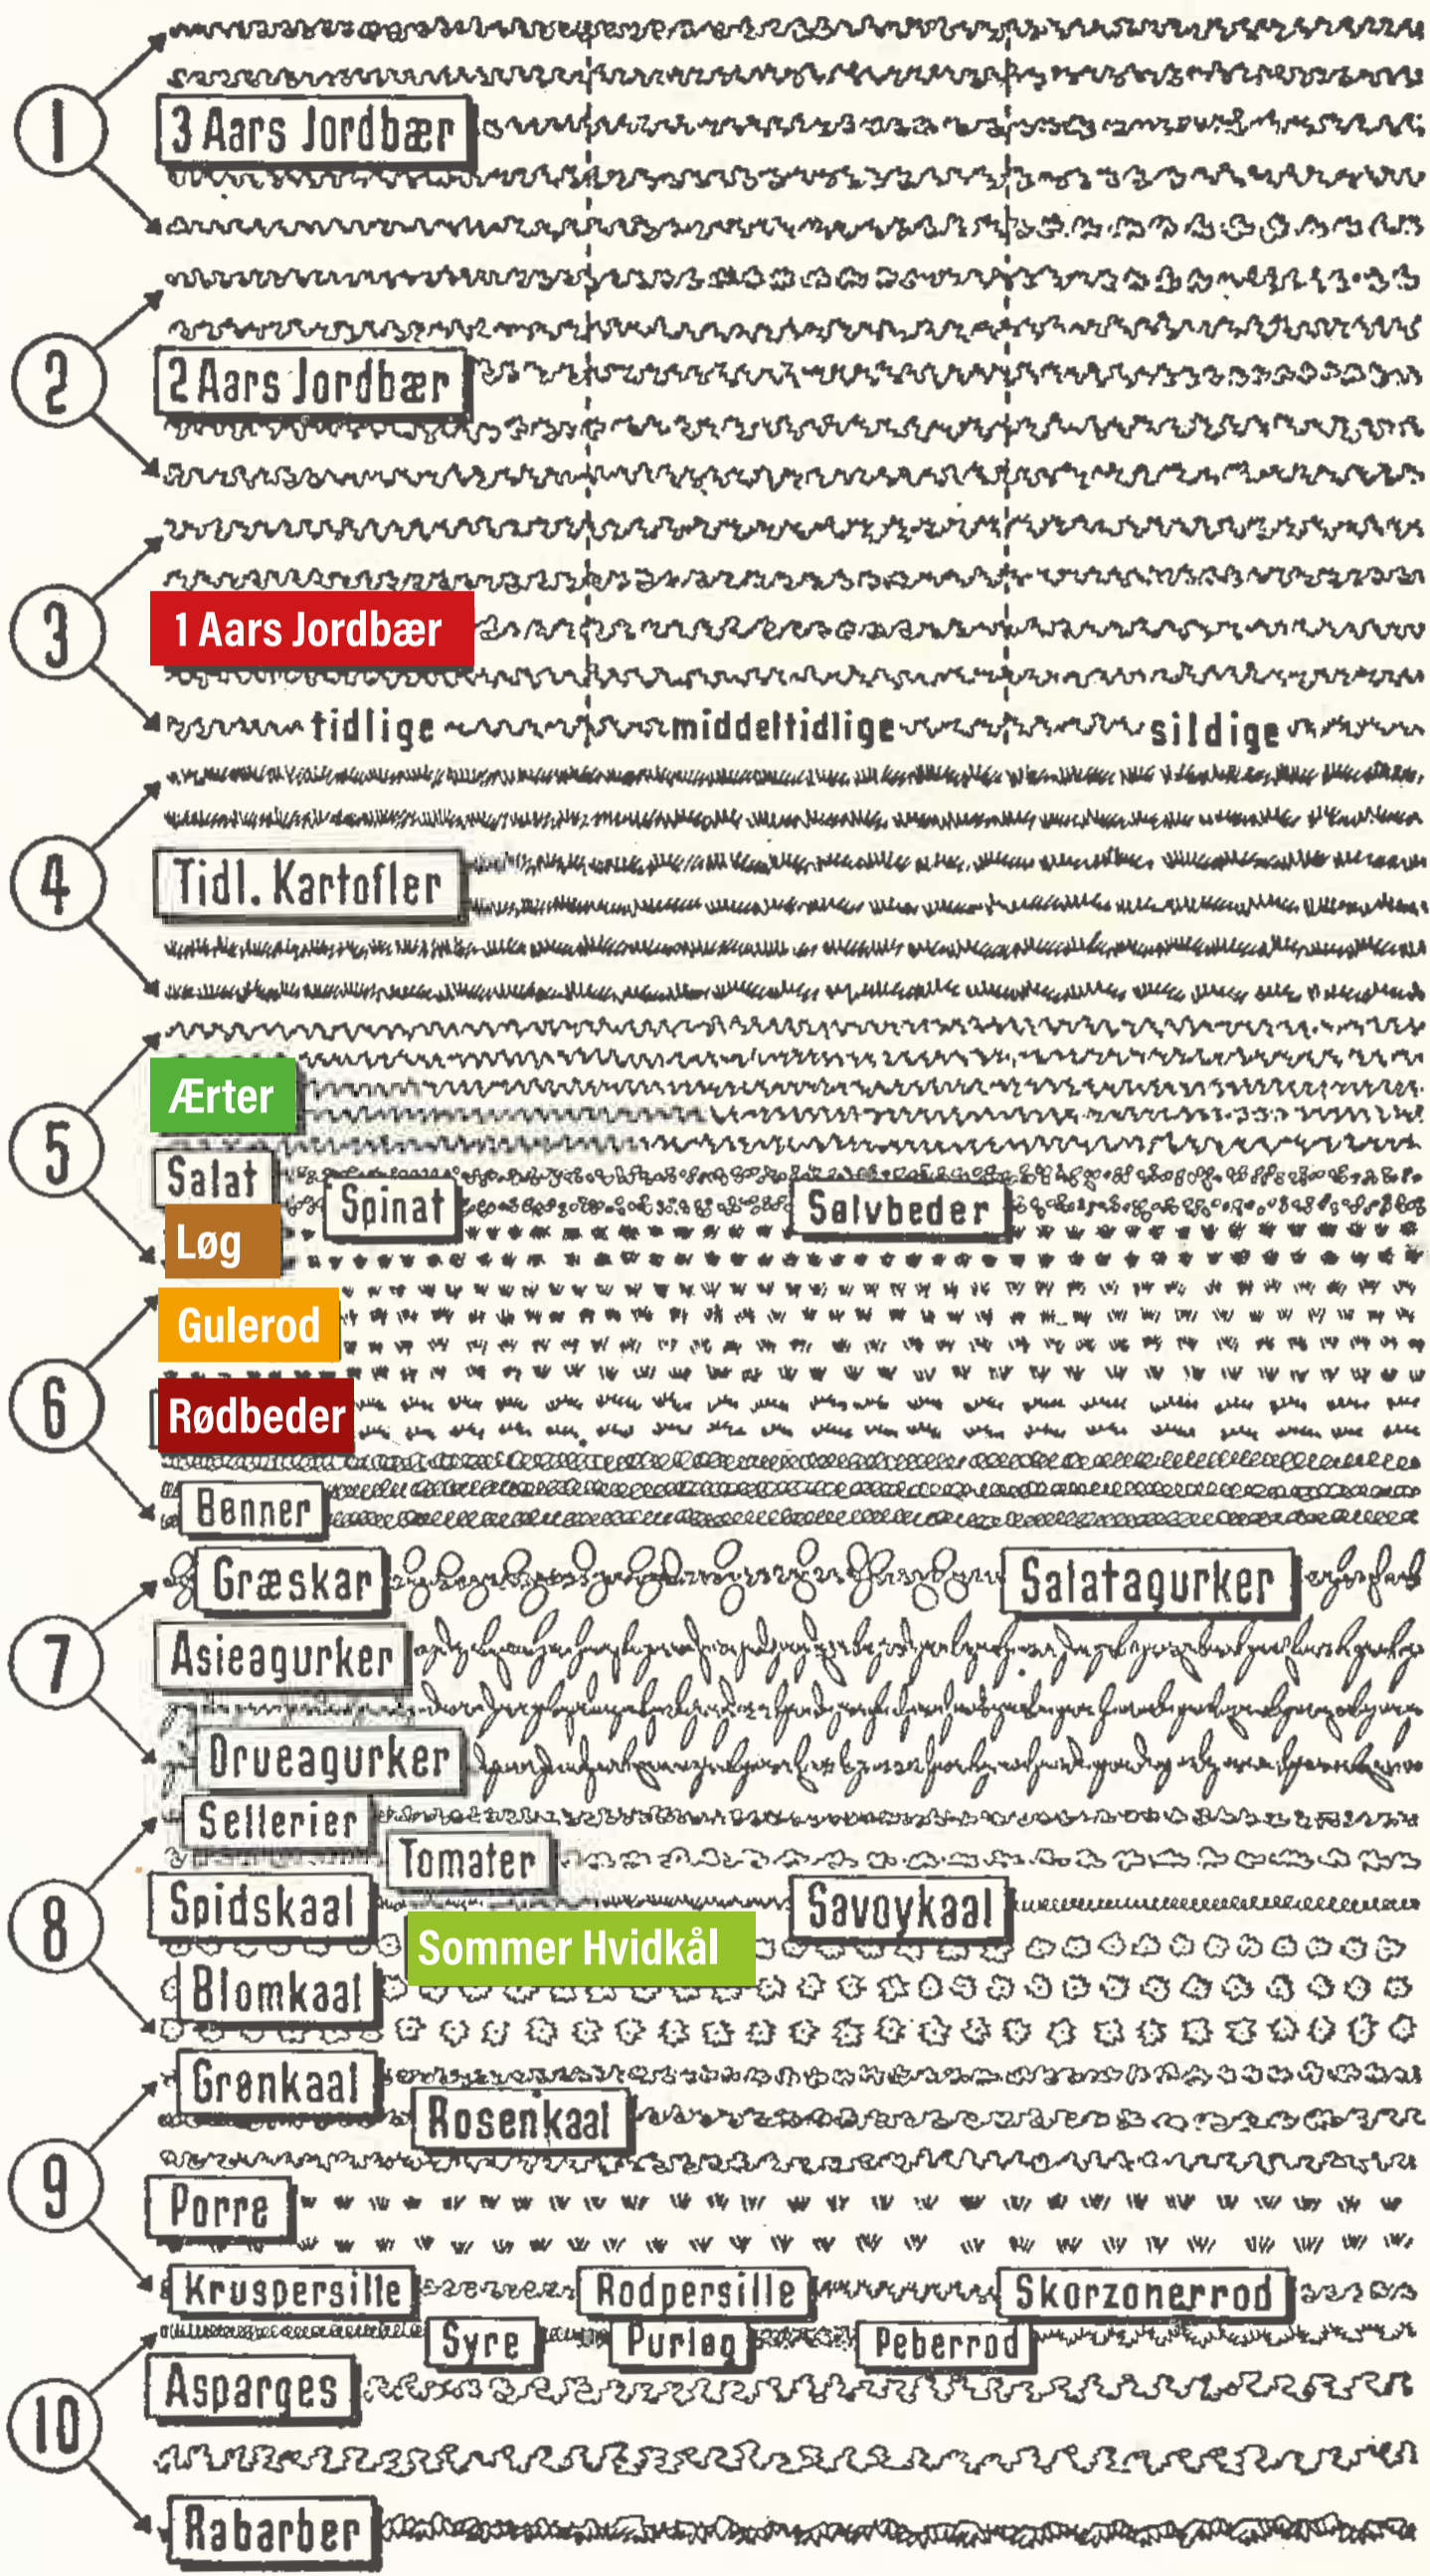 1
3 Aars Jordbær
2
2 Aars Jordbær
3
1 Aars Jordbær
tidlige middeltidlige sildige
4
Tidl. Kartofler
5
Ærter
Salat
Spinat Sølvbeder
Løg
6
Gulerod
Rødbeder
Bønner
7
Græskar Salatagurker
Asieagurker
Drueagurker
8
Sellerier
Tomater
Spidskaal Savoykaal
Sommer Hvidkål
Blomkaal
9
Grønkaal
Rosenkaal
Porre
Kruspersille Rodpersille Skorzonerrod
10
Syre Purløg Peberrod
Asparges
Rabarber